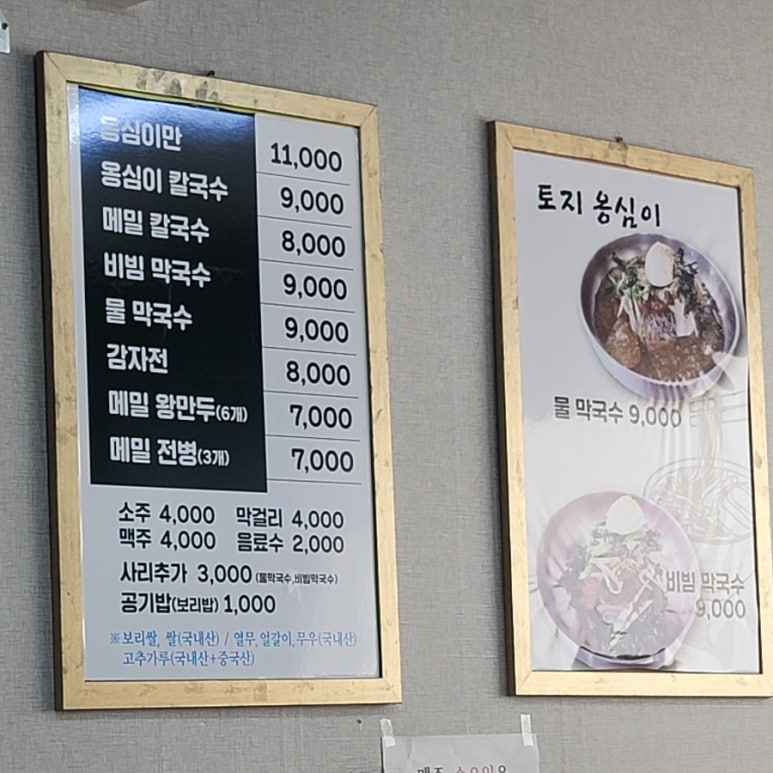 옹심이만 11,000
옹심이 칼국수 9,000
메밀 칼국수 8,000
비빔 막국수 9,000
물 막국수 9,000
감자전 8,000
메밀 왕만두(6개) 7,000
메밀 전병(3개) 7,000
소주 4,000 막걸리 4,000
맥주 4,000 음료수 2,000
사리추가 3,000 (물막국수,비빔막국수)
공기밥(보리밥) 1,000
※보리쌀, 쌀(국내산) / 열무,얼갈이,무우(국내산)
고추가루(국내산+중국산)
토지 옹심이
물 막국수 9,000
비빔 막국수
9,000
매주 수요일은